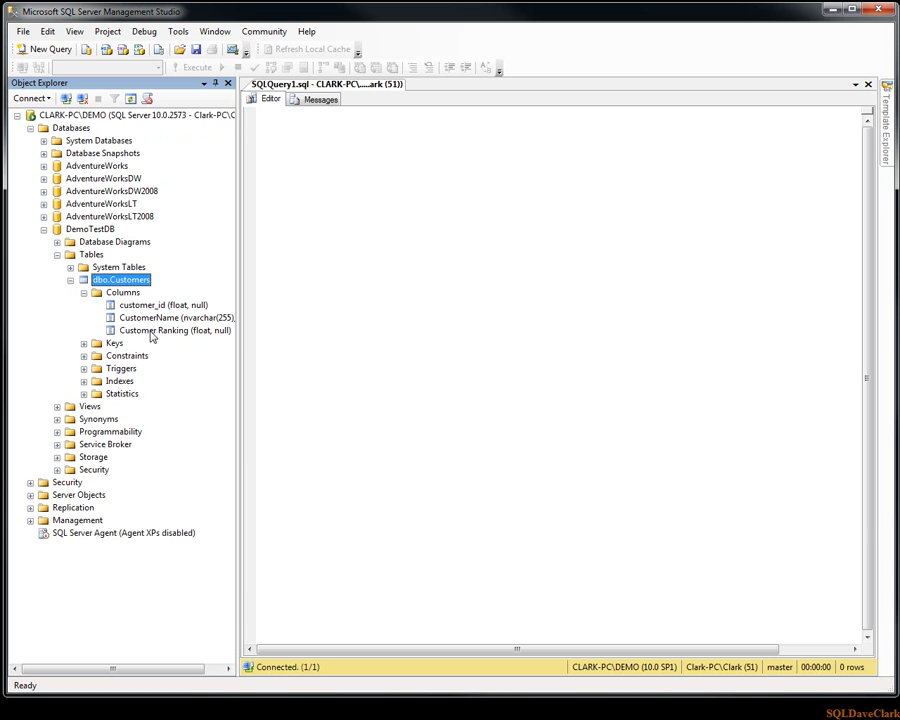 Microsoft SQL Server Management Studio
File Edit View Project Debug Tools Window Community Help
New Query Refresh Local Cache
Execute
Object Explorer
SQLQuery1.sql - CLARK-PC\....ark (51))
Connect
Editor Messages
Template Explorer
CLARK-PC\DEMO (SQL Server 10.0.2573 - Clark-PC\C
Databases
System Databases
Database Snapshots
AdventureWorks
AdventureWorksDW
AdventureWorksDW2008
AdventureWorksLT
AdventureWorksLT2008
DemoTestDB
Database Diagrams
Tables
System Tables
dbo.Customers
Columns
customer_id (float, null)
CustomerName (nvarchar(255),
Customer Ranking (float, null)
Keys
Constraints
Triggers
Indexes
Statistics
Views
Synonyms
Programmability
Service Broker
Storage
Security
Security
Server Objects
Replication
Management
SQL Server Agent (Agent XPs disabled)
Connected. (1/1) CLARK-PC\DEMO (10.0 SP1) Clark-PC\Clark (51) master 00:00:00 0 rows
Ready
SQLDaveClark